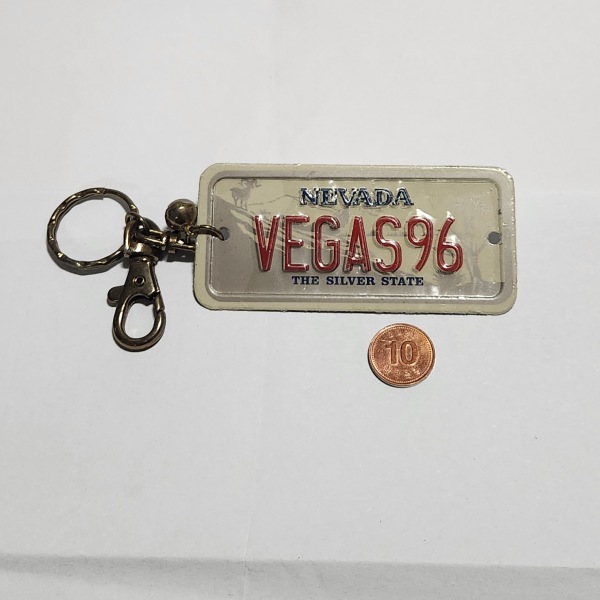 NEVADA
VEGAS96
THE SILVER STATE
10